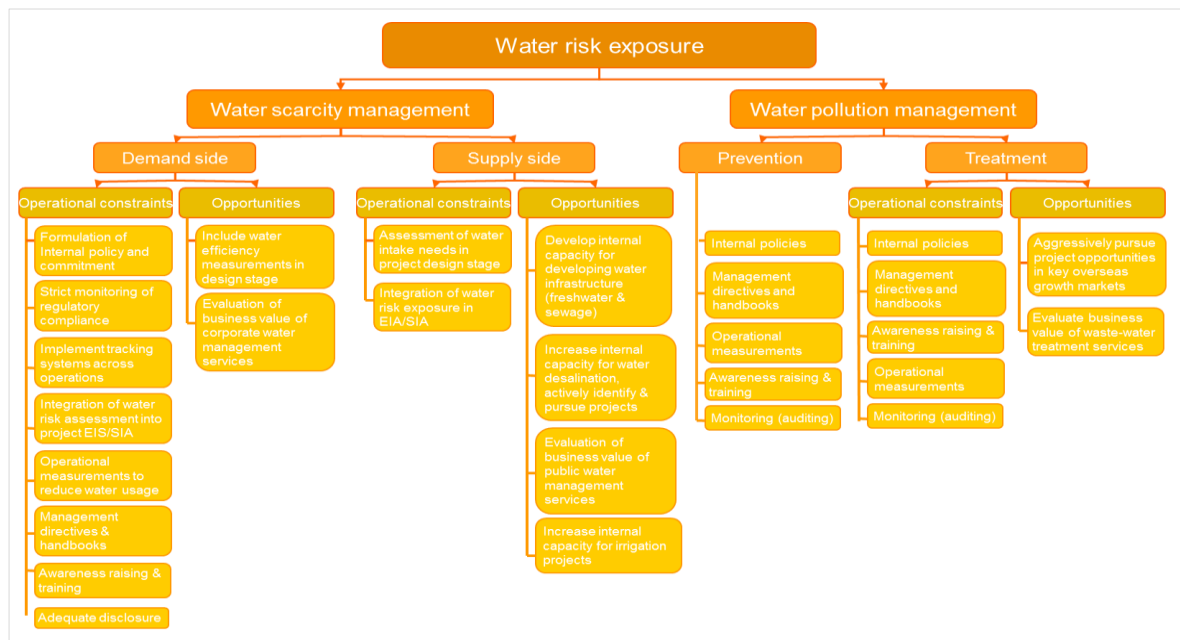 Water risk exposure
Water scarcity management
Water pollution management
Demand side
Supply side
Prevention
Treatment
Operational constraints
Opportunities
Operational constraints
Opportunities
Operational constraints
Opportunities
Formulation of
Internal policy and
commitment
Strict monitoring of
regulatory
compliance
Implement tracking
systems across
operations
Integration of water
risk assessment into
project EIS/SIA
Operational
measurements to
reduce water usage
Management
directives &
handbooks
Awareness raising &
training
Adequate disclosure
Include water
efficiency
measurements in
design stage
Evaluation of
business value of
corporate water
management
services
Assessment of water
intake needs in
project design stage
Integration of water
risk exposure in
EIA/SIA
Develop internal
capacity for
developing water
infrastructure
(freshwater &
sewage)
Increase internal
capacity for water
desalination,
actively identify &
pursue projects
Evaluation of
business value of
public water
management
services
Increase internal
capacity for irrigation
projects
Internal policies
Management
directives and
handbooks
Operational
measurements
Awareness raising &
training
Monitoring (auditing)
Internal policies
Management
directives and
handbooks
Awareness raising &
training
Operational
measurements
Monitoring (auditing)
Aggressively pursue
project opportunities
in key overseas
growth markets
Evaluate business
value of waste-water
treatment services